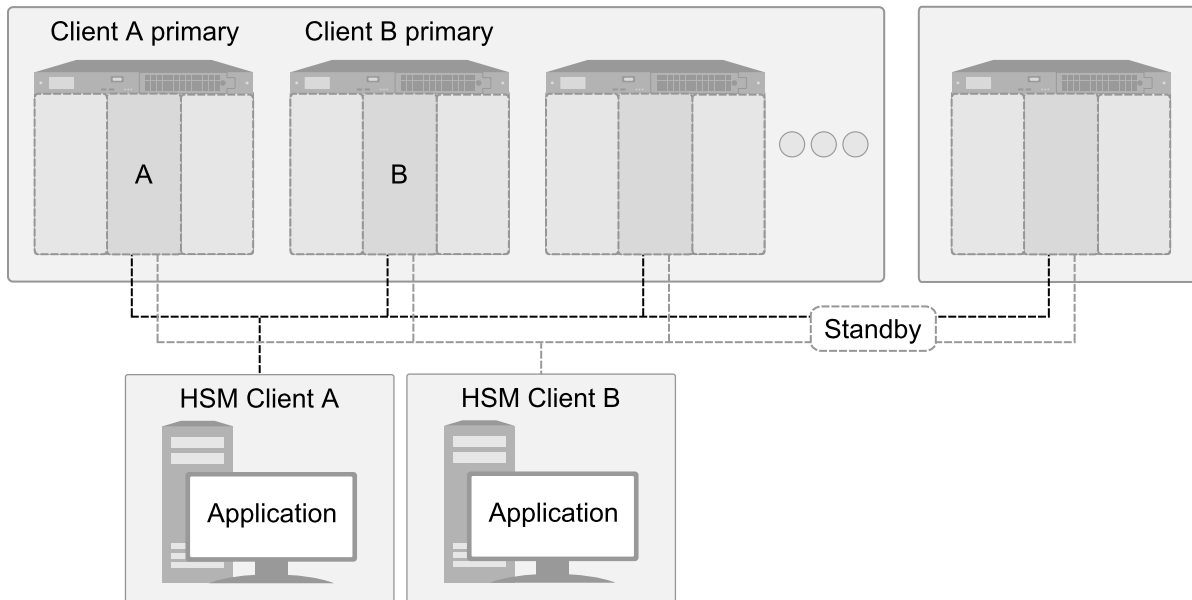 Client A primary
Client B primary
A
B
Standby
HSM Client A
HSM Client B
Application
Application